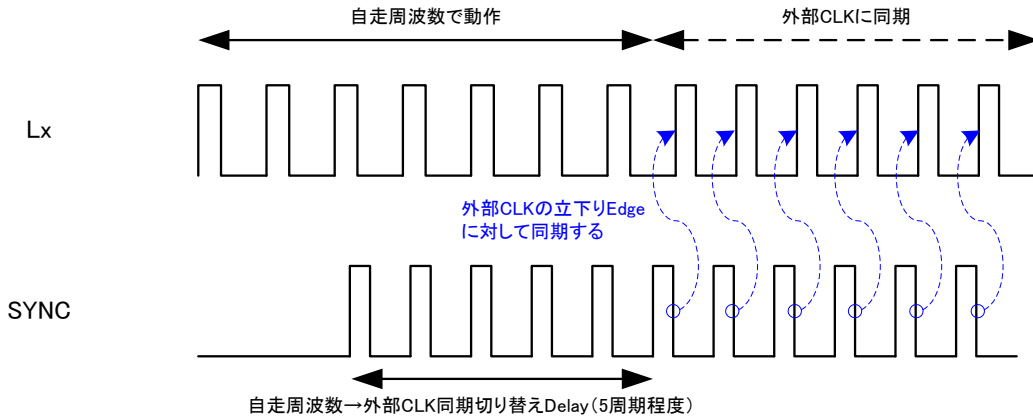 自走周波数で動作
外部CLKに同期
Lx
外部CLKの立下りEdge
に対して同期する
SYNC
自走周波数→外部CLK同期切り替えDelay(5周期程度)